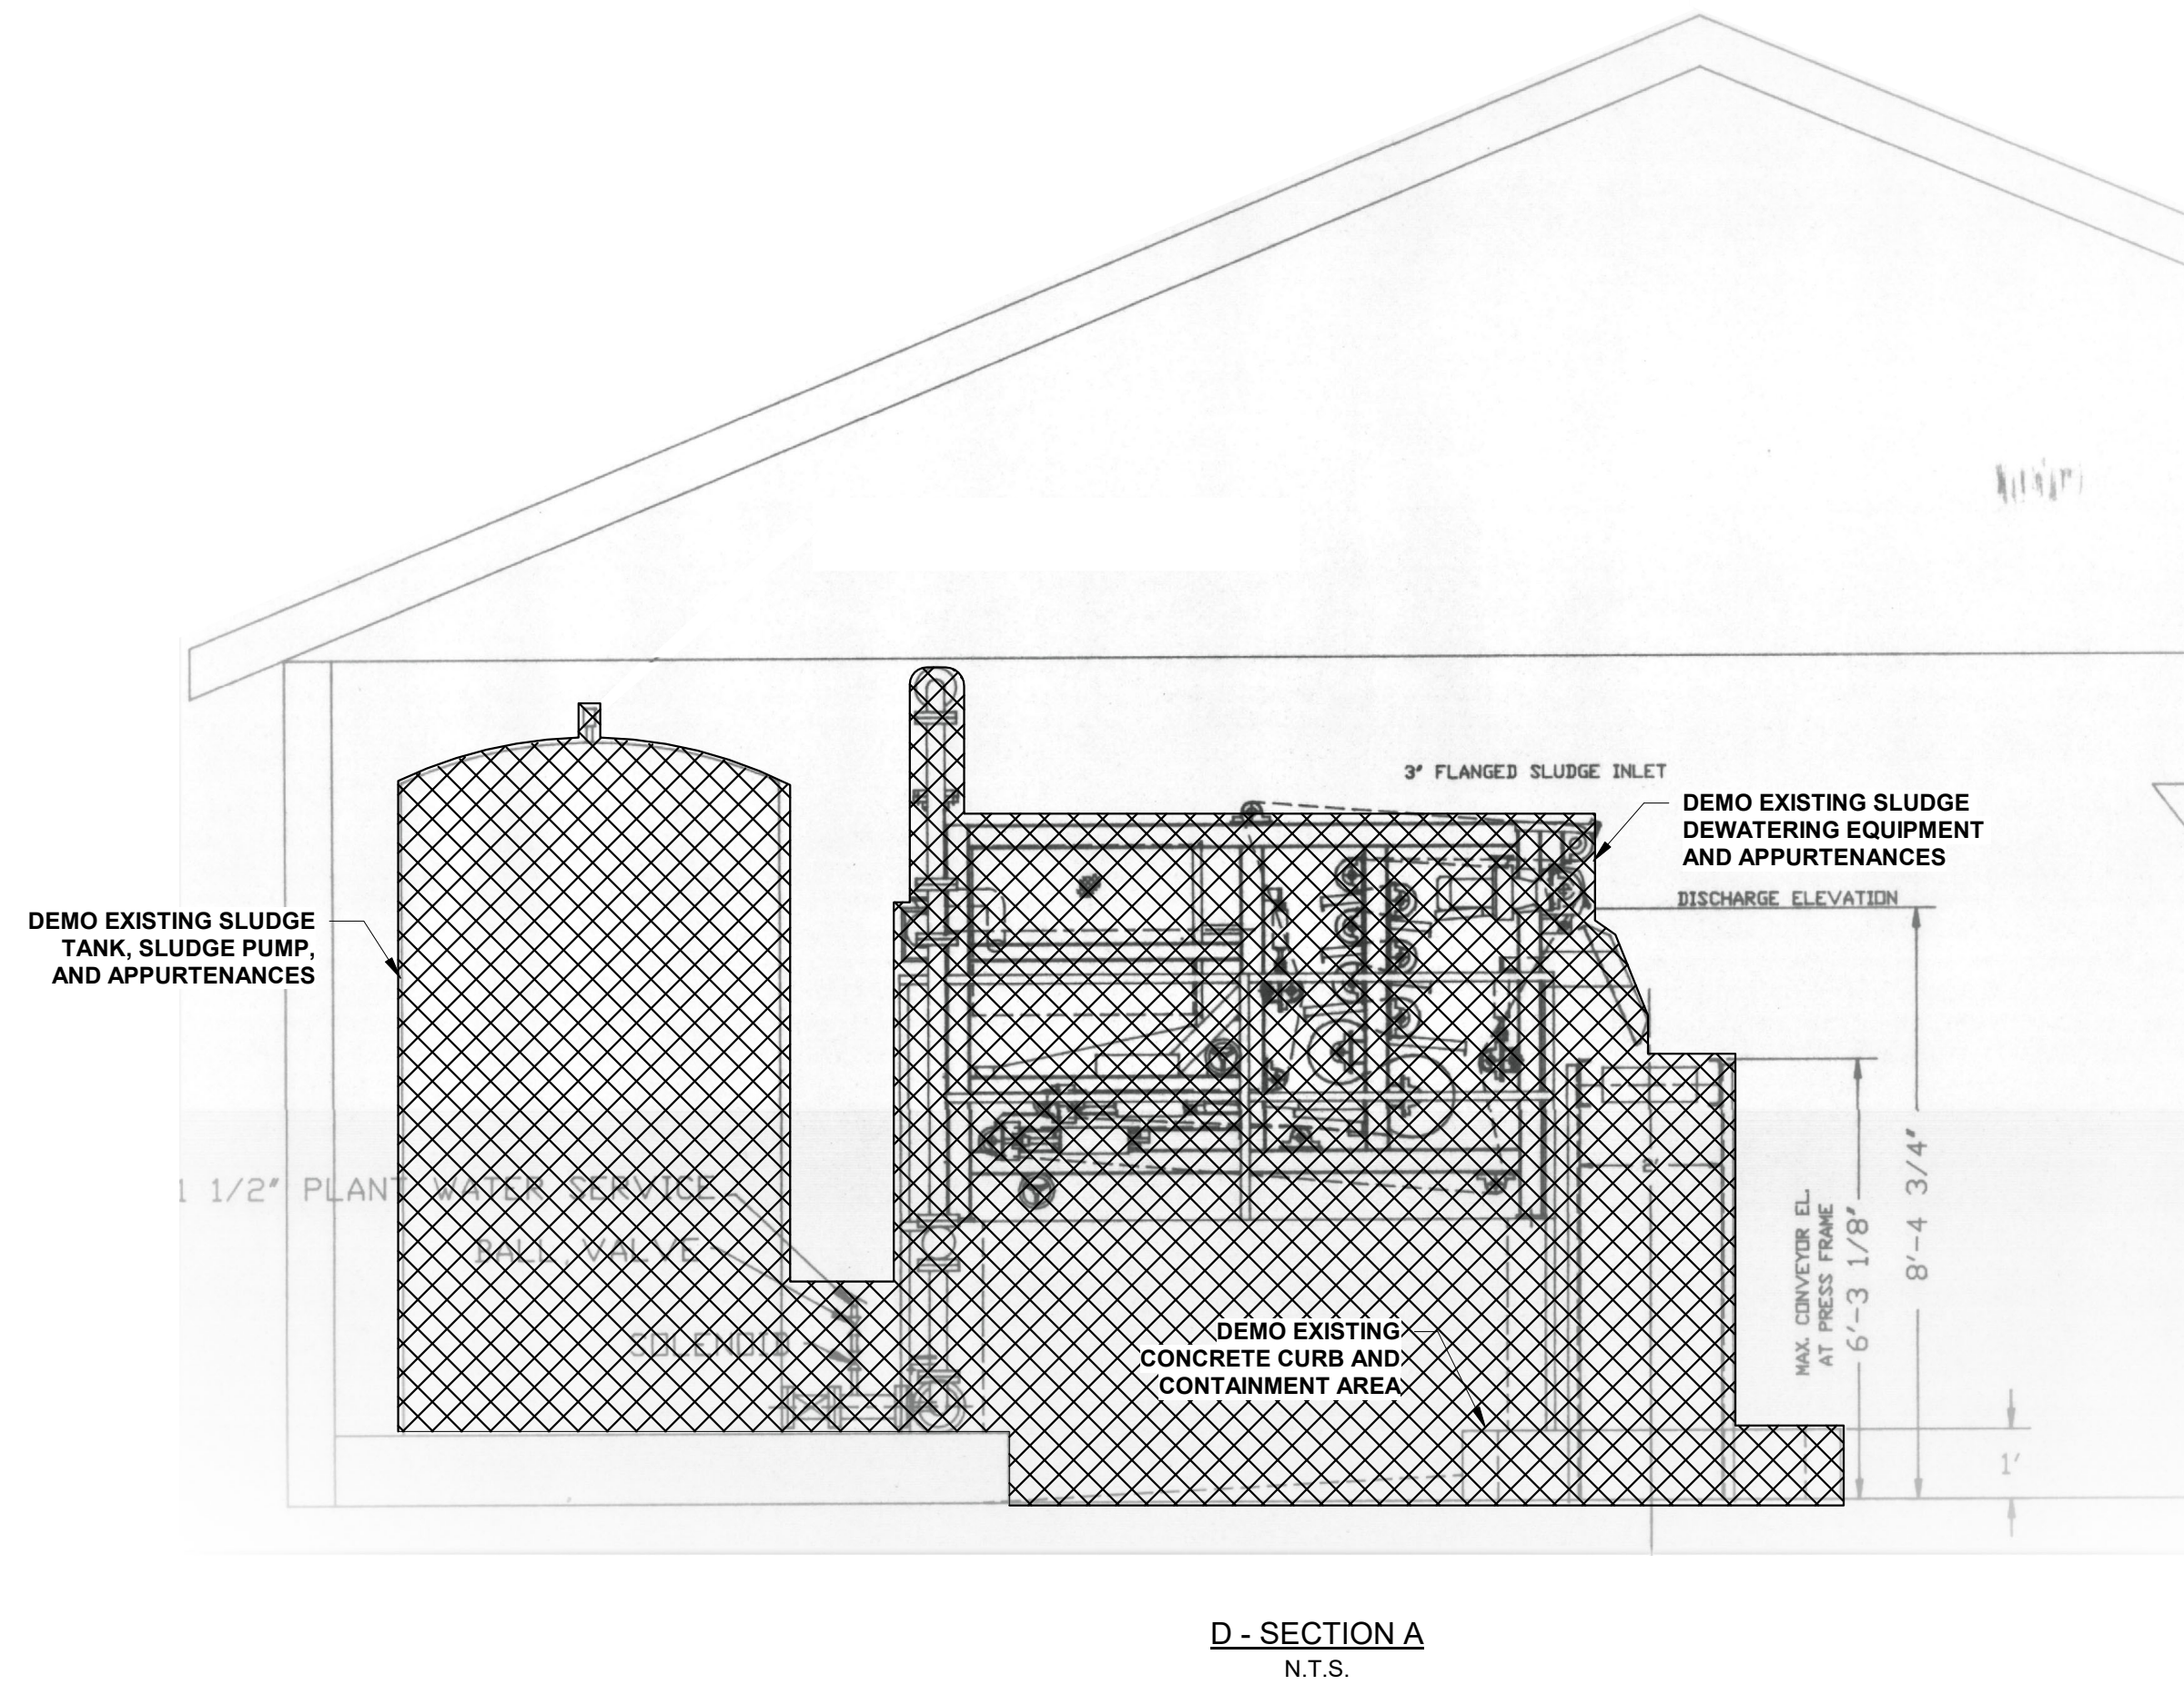 3" FLANGED SLUDGE INLET
DEMO EXISTING SLUDGE
DEWATERING EQUIPMENT
AND APPURTENANCES
DISCHARGE ELEVATION
DEMO EXISTING SLUDGE
TANK, SLUDGE PUMP,
AND APPURTENANCES
1 1/2" PLANT WATER SERVICE
BALL VALVE
SOLENOID
DEMO EXISTING
CONCRETE CURB AND
CONTAINMENT AREA
2'
MAX. CONVEYOR EL.
AT PRESS FRAME
6'-3 1/8"
8'-4 3/4"
1'
D - SECTION A
N.T.S.